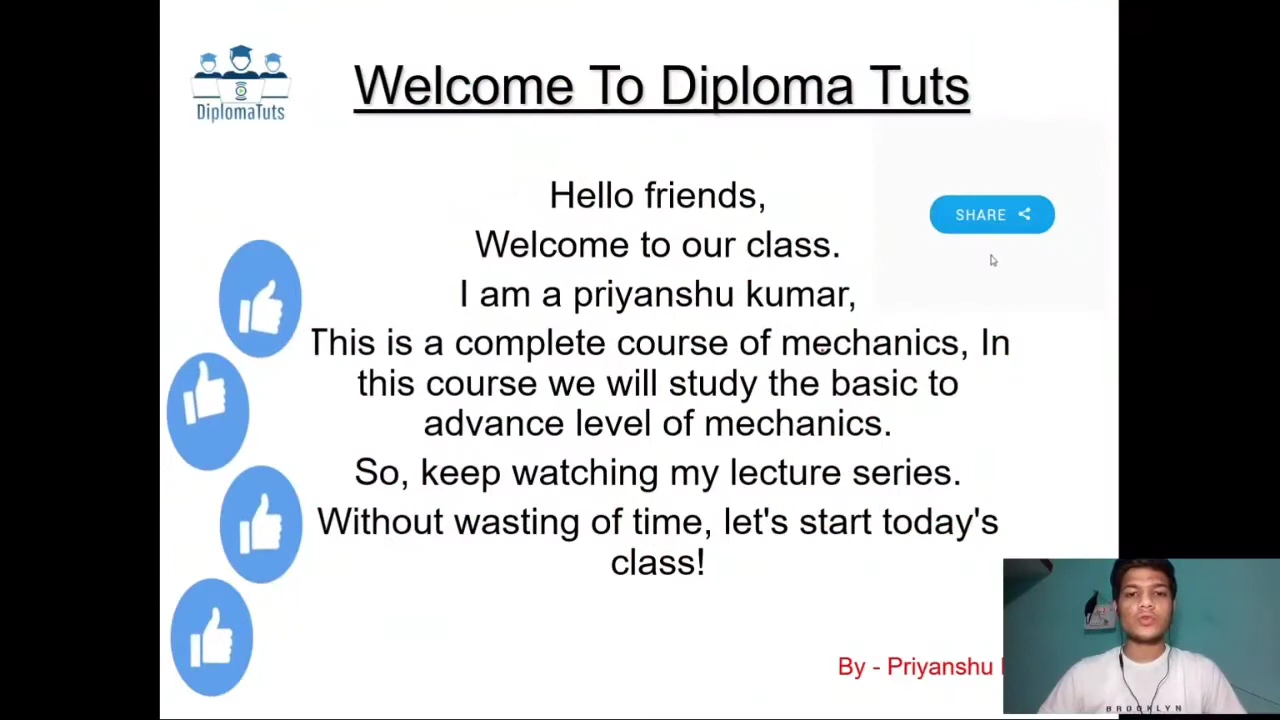 Welcome To Diploma Tuts
DiplomaTuts
Hello friends,
SHARE
Welcome to our class.
I am a priyanshu kumar,
This is a complete course of mechanics, In
this course we will study the basic to
advance level of mechanics.
So, keep watching my lecture series.
Without wasting of time, let's start today's
class!
By - Priyanshu
BROOKLYN